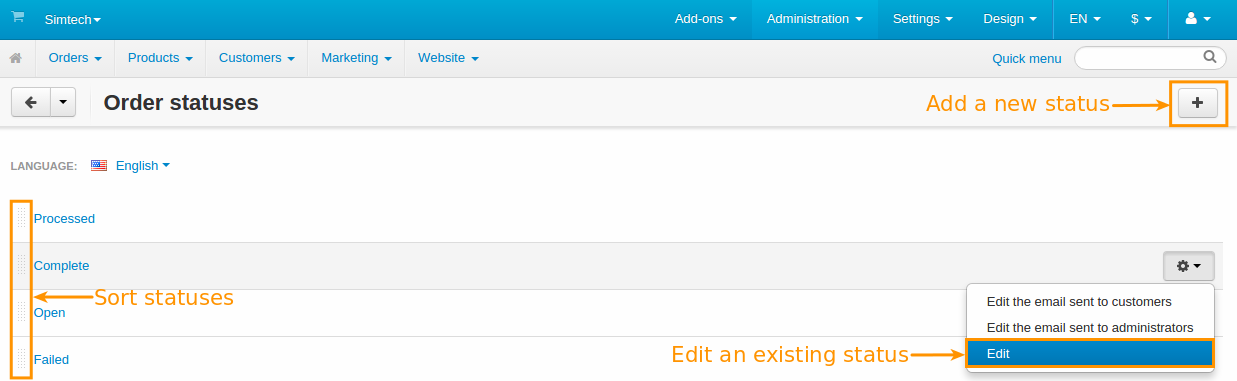 Simtech
Add-ons
Administration
Settings
Design
EN
$
Orders
Products
Customers
Marketing
Website
Quick menu
Order statuses
Add a new status
LANGUAGE:
English
Processed
Complete
Sort statuses
Open
Edit the email sent to customers
Edit the email sent to administrators
Edit an existing status
Edit
Failed